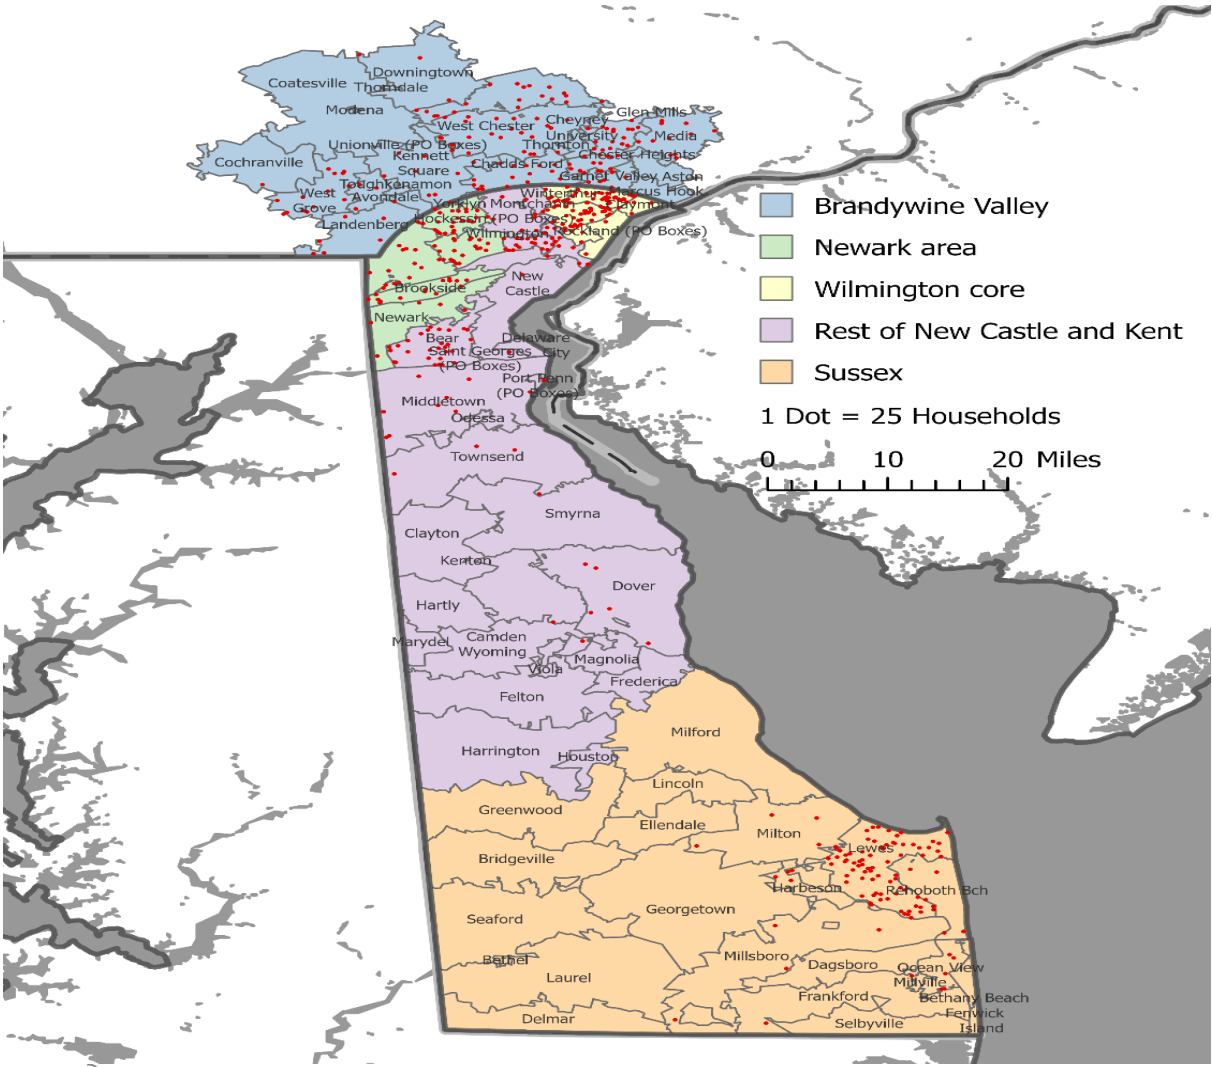 Downingtown
Coatesville
Thorndale
Modena
Glen Mills
Cheyney
West Chester
University
Media
Unionville (PO Boxes)
Thornton
Kennett
Chester Heights
Cochranville
Square
Chadds Ford
Garnet Valley Aston
Toughkenamon
West
Avondale
Winterthur
Marcus Hook
Grove
Yorklyn Montchanin
Claymont
Landenberg
Hockessin (PO Boxes)
Wilmington
Rockland (PO Boxes)
New
Castle
Brookside
Newark
Bear
Delaware
Saint Georges
City
(PO Boxes)
Port Penn
(PO Boxes)
Middletown
Odessa
Townsend
Smyrna
Clayton
Kenton
Dover
Hartly
Marydel
Camden
Wyoming
Magnolia
Viola
Frederica
Felton
Milford
Harrington
Houston
Lincoln
Greenwood
Ellendale
Milton
Lewes
Bridgeville
Harbeson
Rehoboth Bch
Georgetown
Seaford
Millsboro
Bethel
Dagsboro
Ocean View
Laurel
Millville
Frankford
Bethany Beach
Delmar
Selbyville
Fenwick
Island
Brandywine Valley
Newark area
Wilmington core
Rest of New Castle and Kent
Sussex
1 Dot = 25 Households
0 10 20 Miles